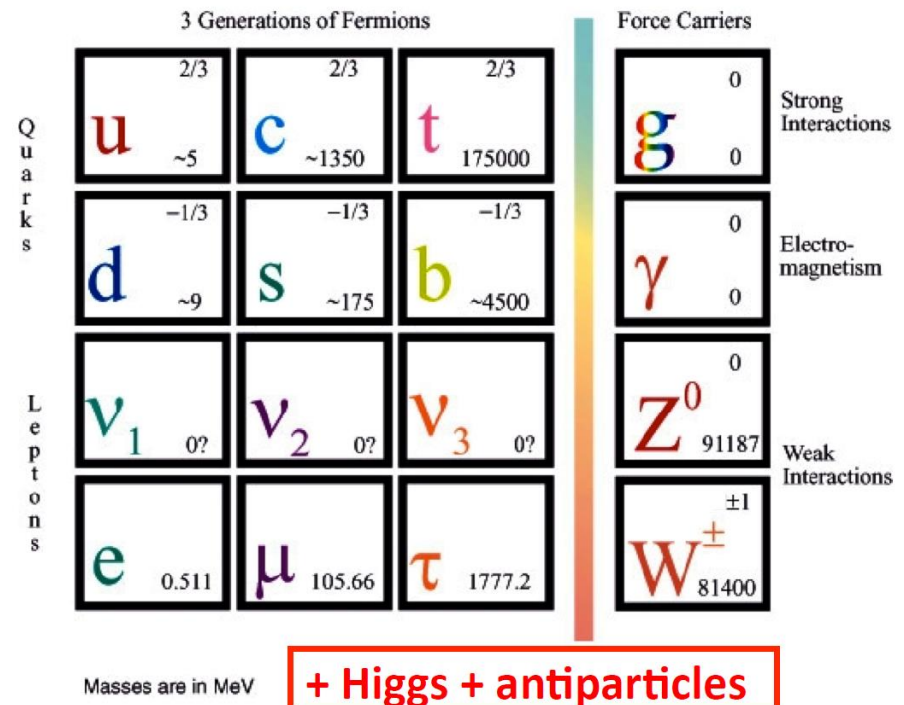 3 Generations of Fermions
Force Carriers
Quarks
2/3
u
~5
2/3
c
~1350
2/3
t
175000
0
g
0
Strong
Interactions
−1/3
d
~9
−1/3
s
~175
−1/3
b
~4500
0
γ
0
Electro-
magnetism
Leptons
ν1
0?
ν2
0?
ν3
0?
0
Z0
91187
Weak
Interactions
e
0.511
μ
105.66
τ
1777.2
±1
W±
81400
Masses are in MeV
+ Higgs + antiparticles